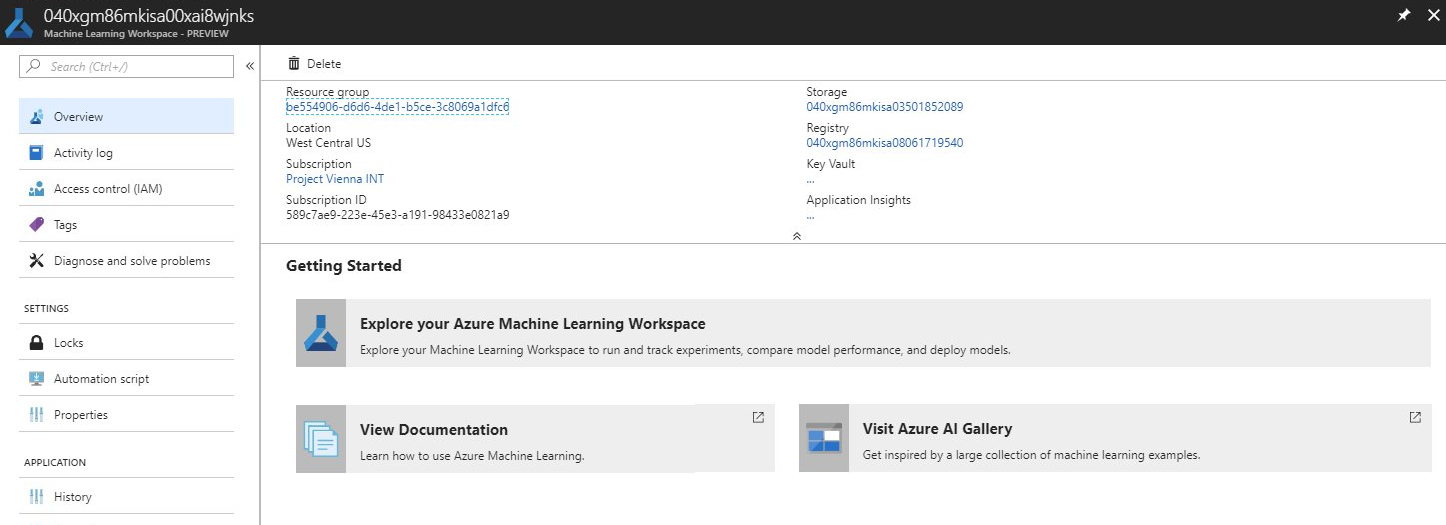 040xgm86mkisa00xai8wjnks
Machine Learning Workspace - PREVIEW
Search (Ctrl+/)
«
Overview
Activity log
Access control (IAM)
Tags
Diagnose and solve problems
SETTINGS
Locks
Automation script
Properties
APPLICATION
History
Delete
Resource group
be554906-d6d6-4de1-b5ce-3c8069a1dfc6
Location
West Central US
Subscription
Project Vienna INT
Subscription ID
589c7ae9-223e-45e3-a191-98433e0821a9
Storage
040xgm86mkisa03501852089
Registry
040xgm86mkisa08061719540
Key Vault
...
Application Insights
...
Getting Started
Explore your Azure Machine Learning Workspace
Explore your Machine Learning Workspace to run and track experiments, compare model performance, and deploy models.
View Documentation
Learn how to use Azure Machine Learning.
Visit Azure AI Gallery
Get inspired by a large collection of machine learning examples.